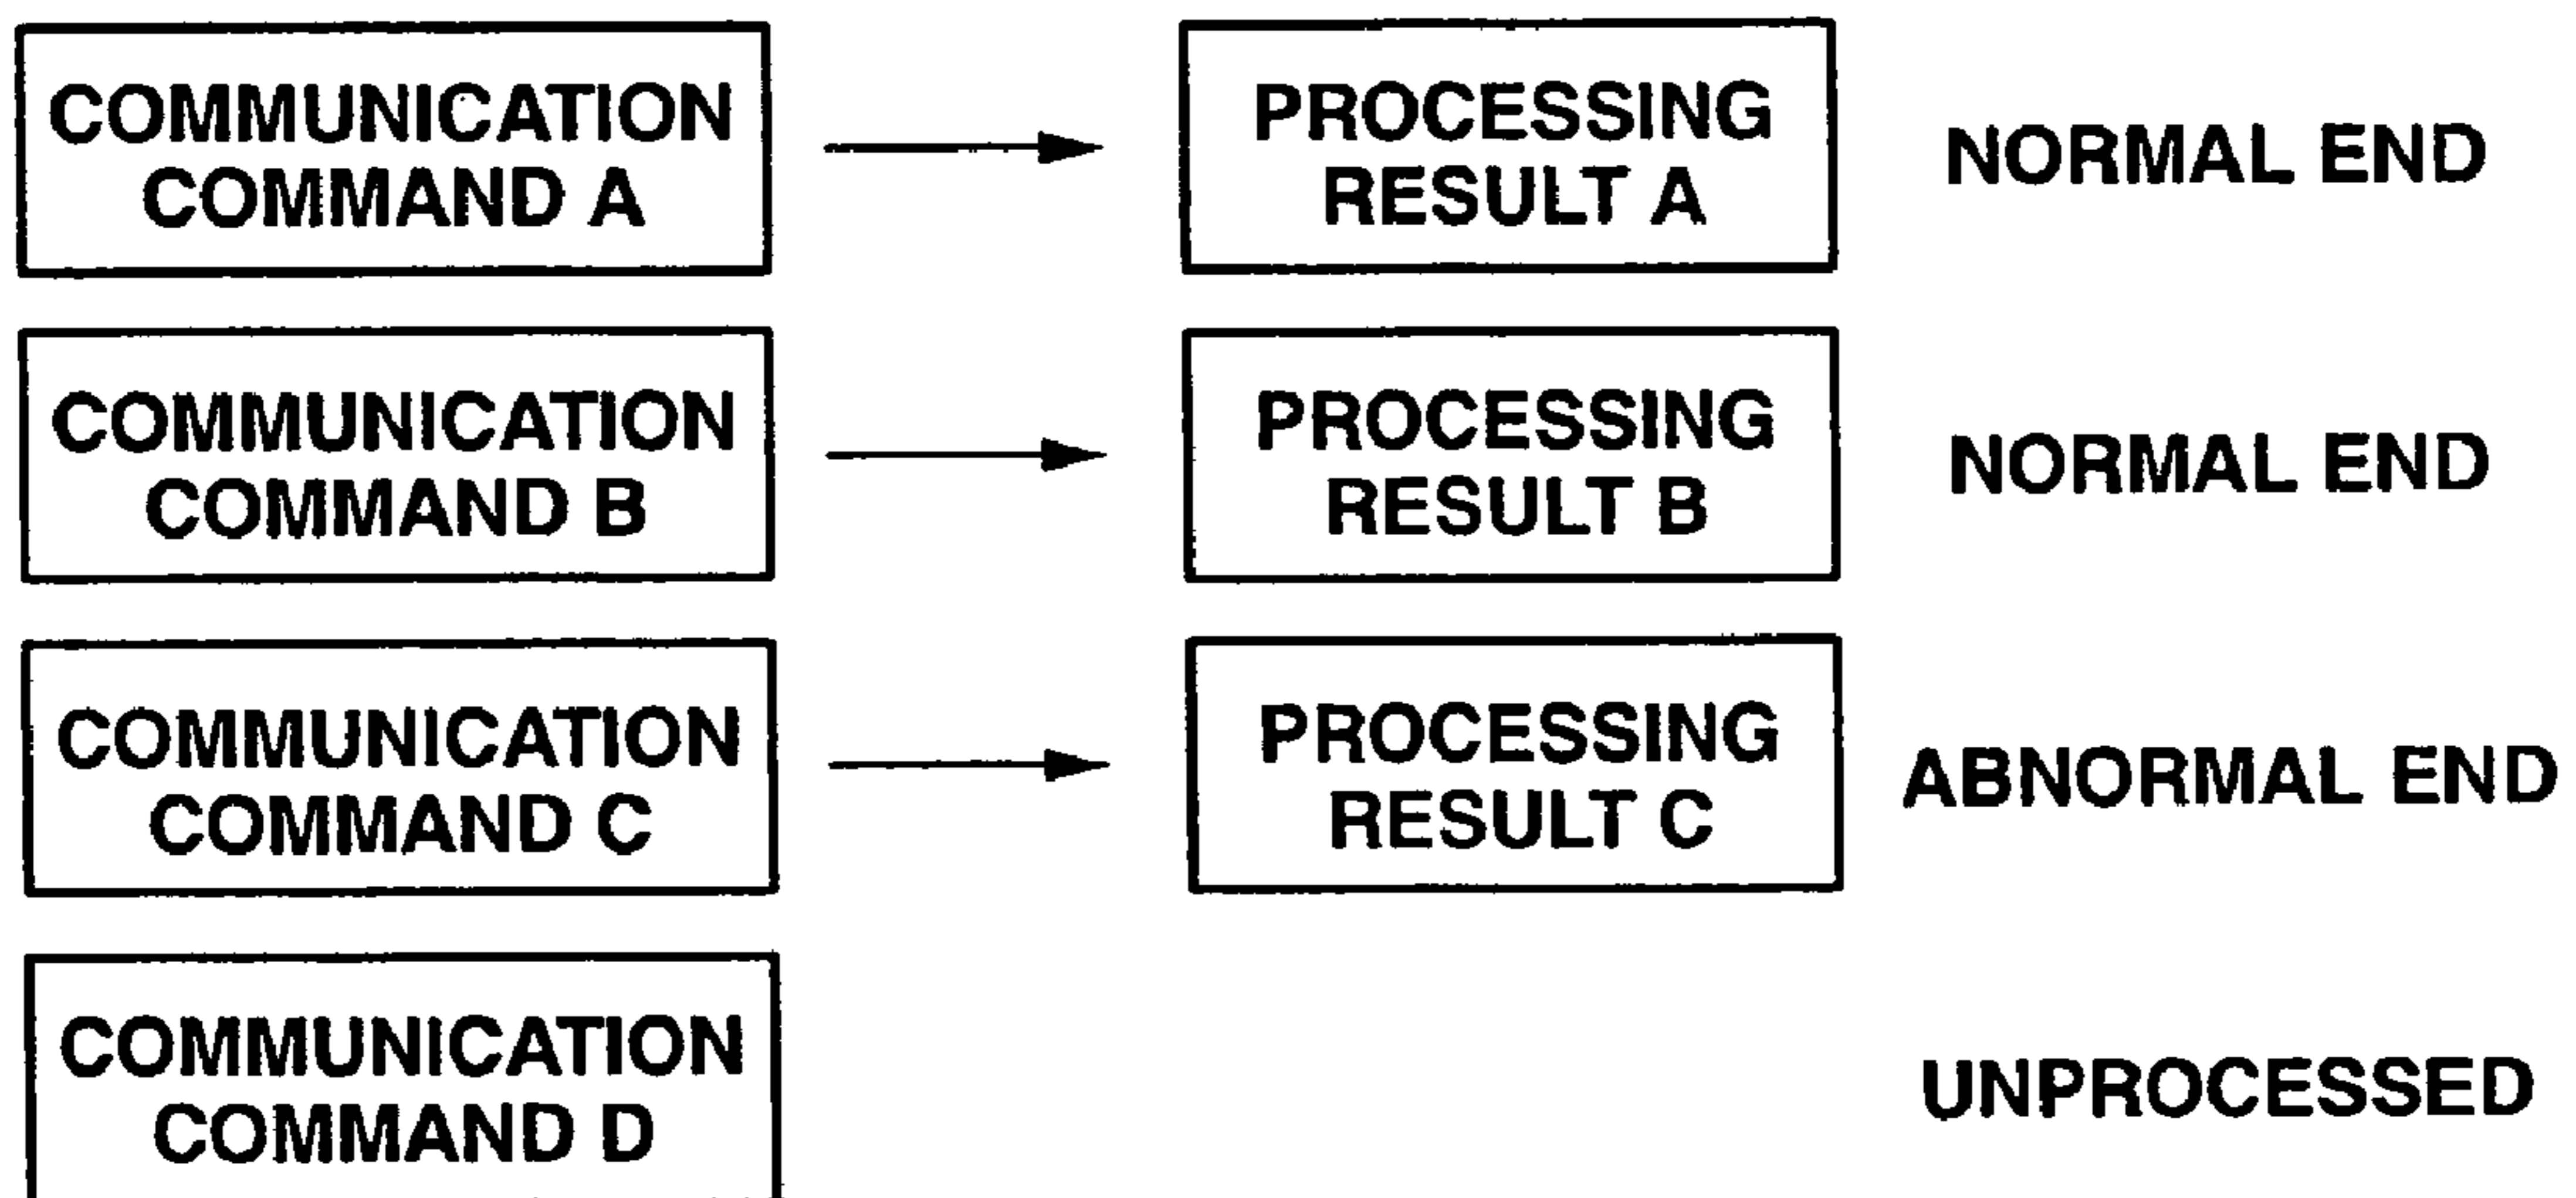 COMMUNICATION
COMMAND A
PROCESSING
RESULT A
NORMAL END
COMMUNICATION
COMMAND B
PROCESSING
RESULT B
NORMAL END
COMMUNICATION
COMMAND C
PROCESSING
RESULT C
ABNORMAL END
COMMUNICATION
COMMAND D
UNPROCESSED